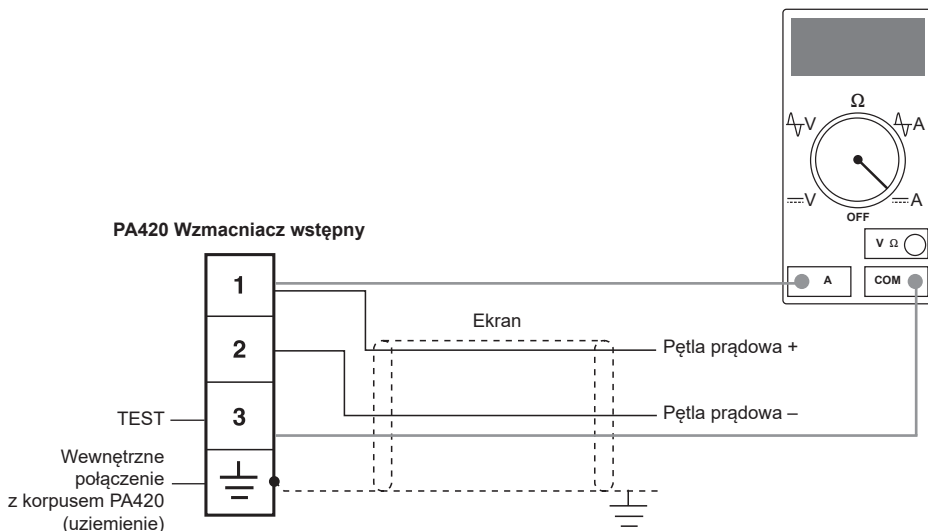 Ω
V
A
V
A
OFF
V Ω
A
COM
PA420 Wzmacniacz wstępny
1
2
3
Ekran
Pętla prądowa +
Pętla prądowa –
TEST
Wewnętrzne
połączenie
z korpusem PA420
(uziemienie)